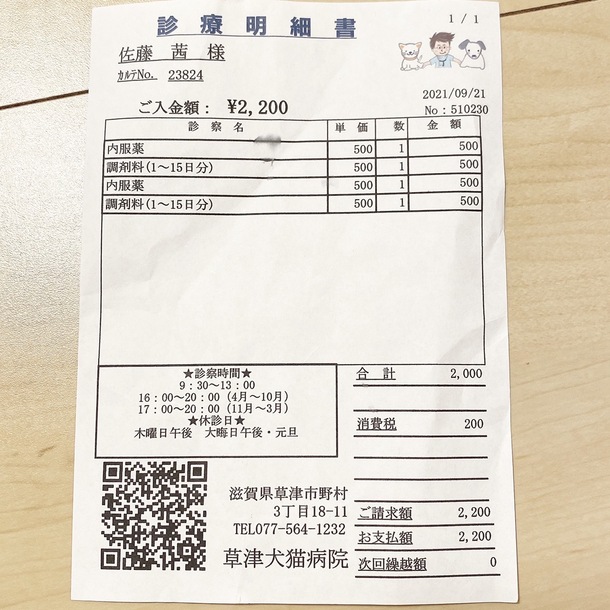 診療明細書
1 / 1
佐藤 茜 様
ｶﾙﾃNo. 23824
ご入金額： ¥2,200
2021/09/21
No：510230
診察名 単価 数 金額
内服薬 500 1 500
調剤料(1～15日分) 500 1 500
内服薬 500 1 500
調剤料(1～15日分) 500 1 500
★診察時間★
9：30～13：00
16：00～20：00 (4月～10月)
17：00～20：00 (11月～3月)
★休診日★
木曜日午後 大晦日午後・元旦
合計 2,000
消費税 200
ご請求額 2,200
お支払額 2,200
次回繰越額 0
滋賀県草津市野村
3丁目18-11
TEL077-564-1232
草津犬猫病院